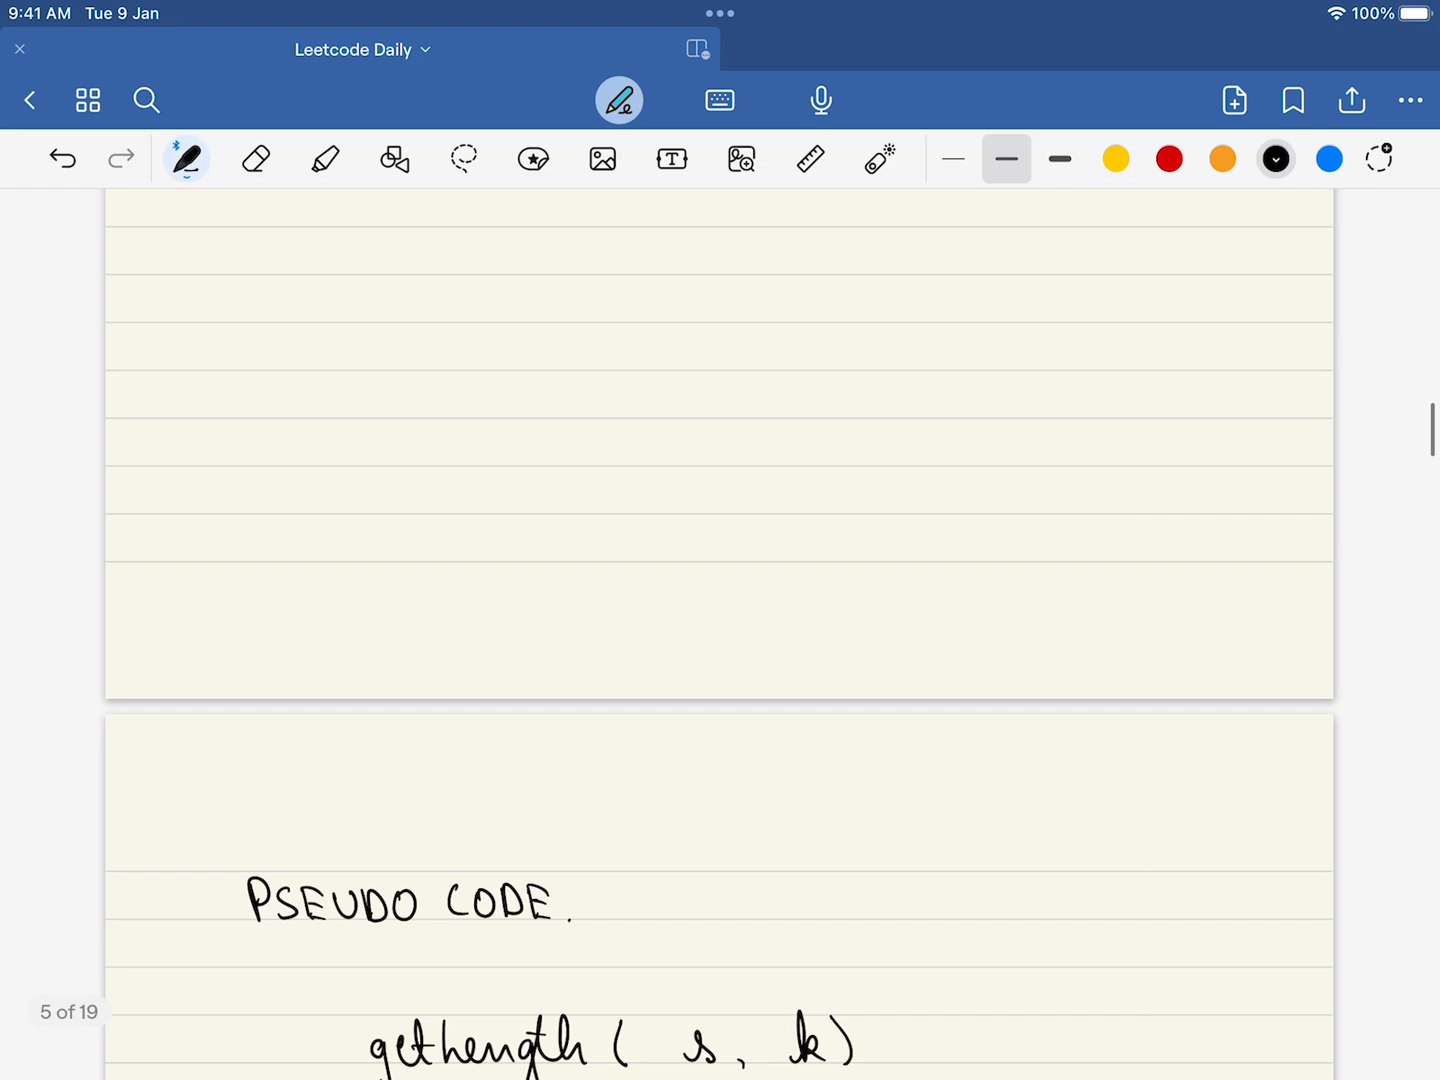 9:41 AM Tue 9 Jan
100%
Leetcode Daily
PSEUDO CODE.
5 of 19
getLength( s, k)